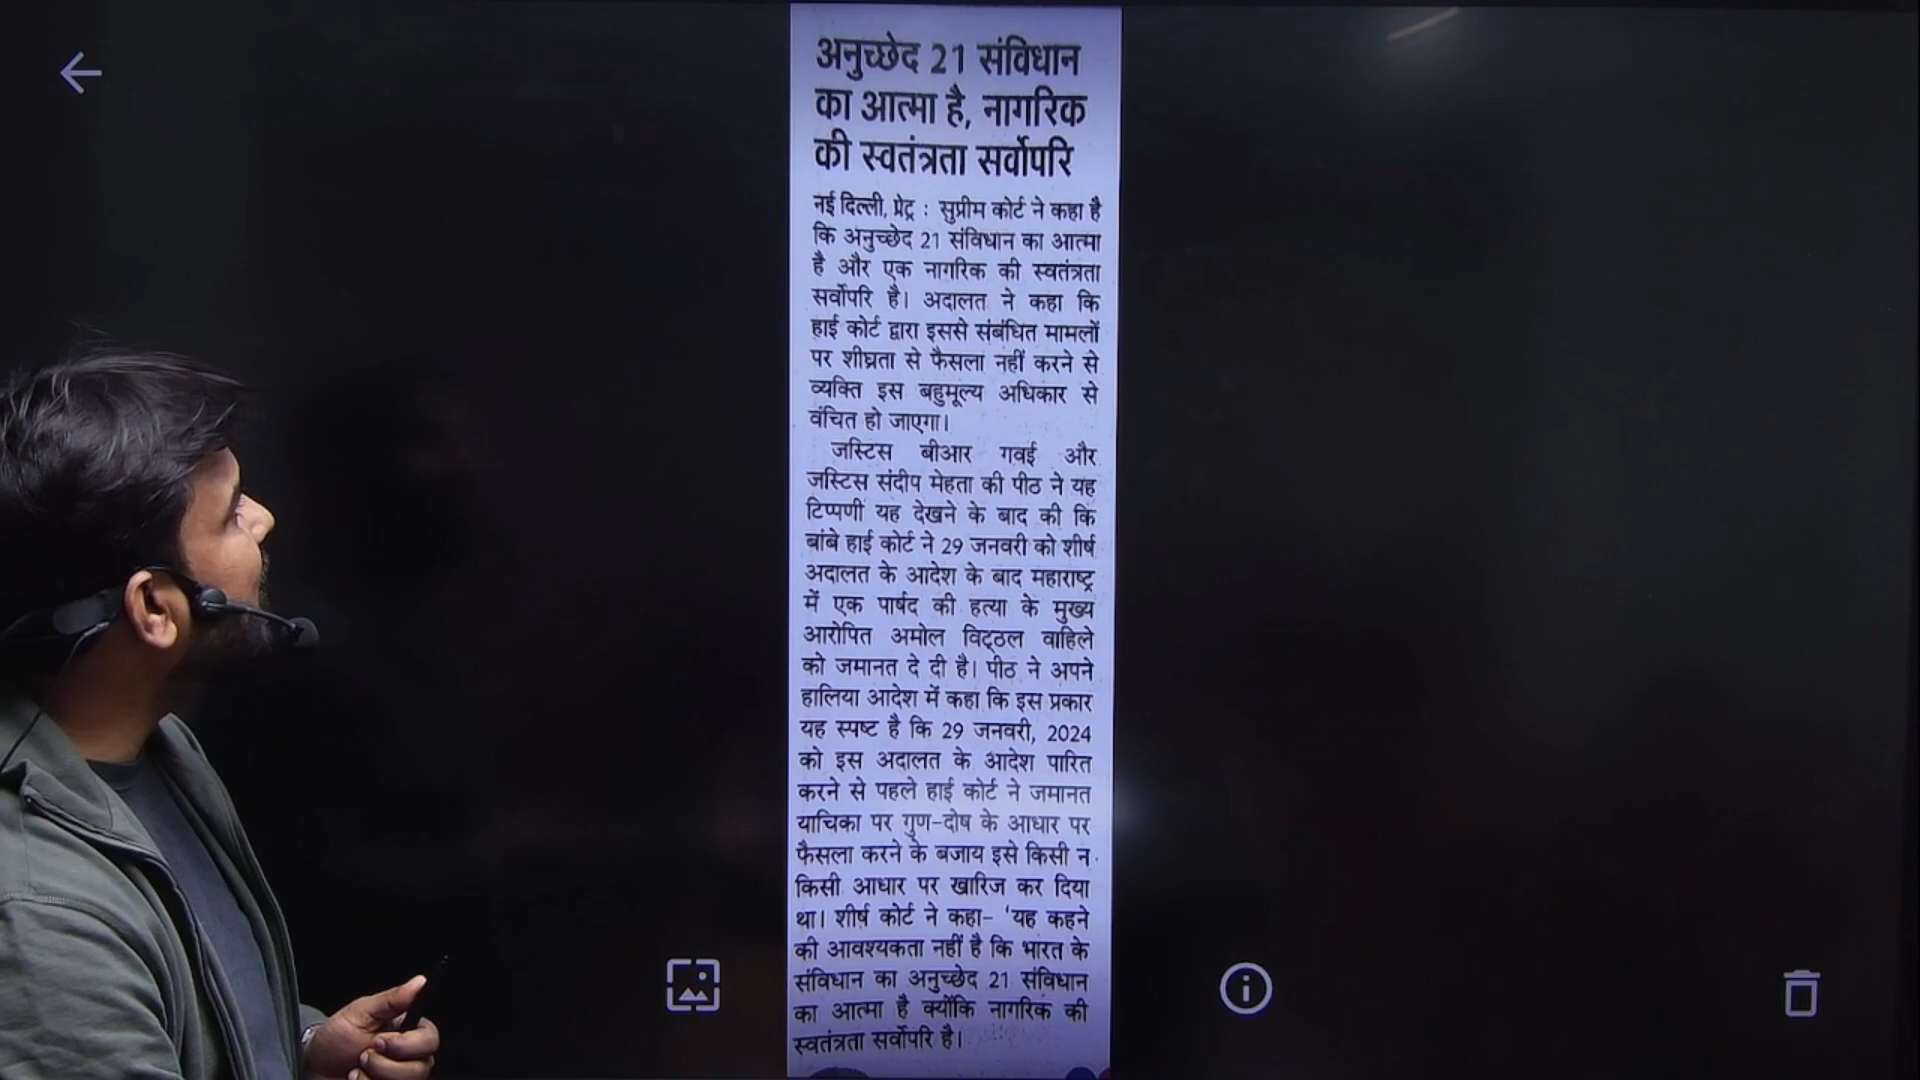 अनुच्छेद 21 संविधान
का आत्मा है, नागरिक
की स्वतंत्रता सर्वोपरि
नई दिल्ली, प्रेट्र : सुप्रीम कोर्ट ने कहा है
कि अनुच्छेद 21 संविधान का आत्मा
है और एक नागरिक की स्वतंत्रता
सर्वोपरि है। अदालत ने कहा कि
हाई कोर्ट द्वारा इससे संबंधित मामलों
पर शीघ्रता से फैसला नहीं करने से
व्यक्ति इस बहुमूल्य अधिकार से
वंचित हो जाएगा।
जस्टिस बीआर गवई और
जस्टिस संदीप मेहता की पीठ ने यह
टिप्पणी यह देखने के बाद की कि
बांबे हाई कोर्ट ने 29 जनवरी को शीर्ष
अदालत के आदेश के बाद महाराष्ट्र
में एक पार्षद की हत्या के मुख्य
आरोपित अमोल विट्ठल वाहिले
को जमानत दे दी है। पीठ ने अपने
हालिया आदेश में कहा कि इस प्रकार
यह स्पष्ट है कि 29 जनवरी, 2024
को इस अदालत के आदेश पारित
करने से पहले हाई कोर्ट ने जमानत
याचिका पर गुण-दोष के आधार पर
फैसला करने के बजाय इसे किसी न
किसी आधार पर खारिज कर दिया
था। शीर्ष कोर्ट ने कहा- 'यह कहने
की आवश्यकता नहीं है कि भारत के
संविधान का अनुच्छेद 21 संविधान
का आत्मा है क्योंकि नागरिक की
स्वतंत्रता सर्वोपरि है।